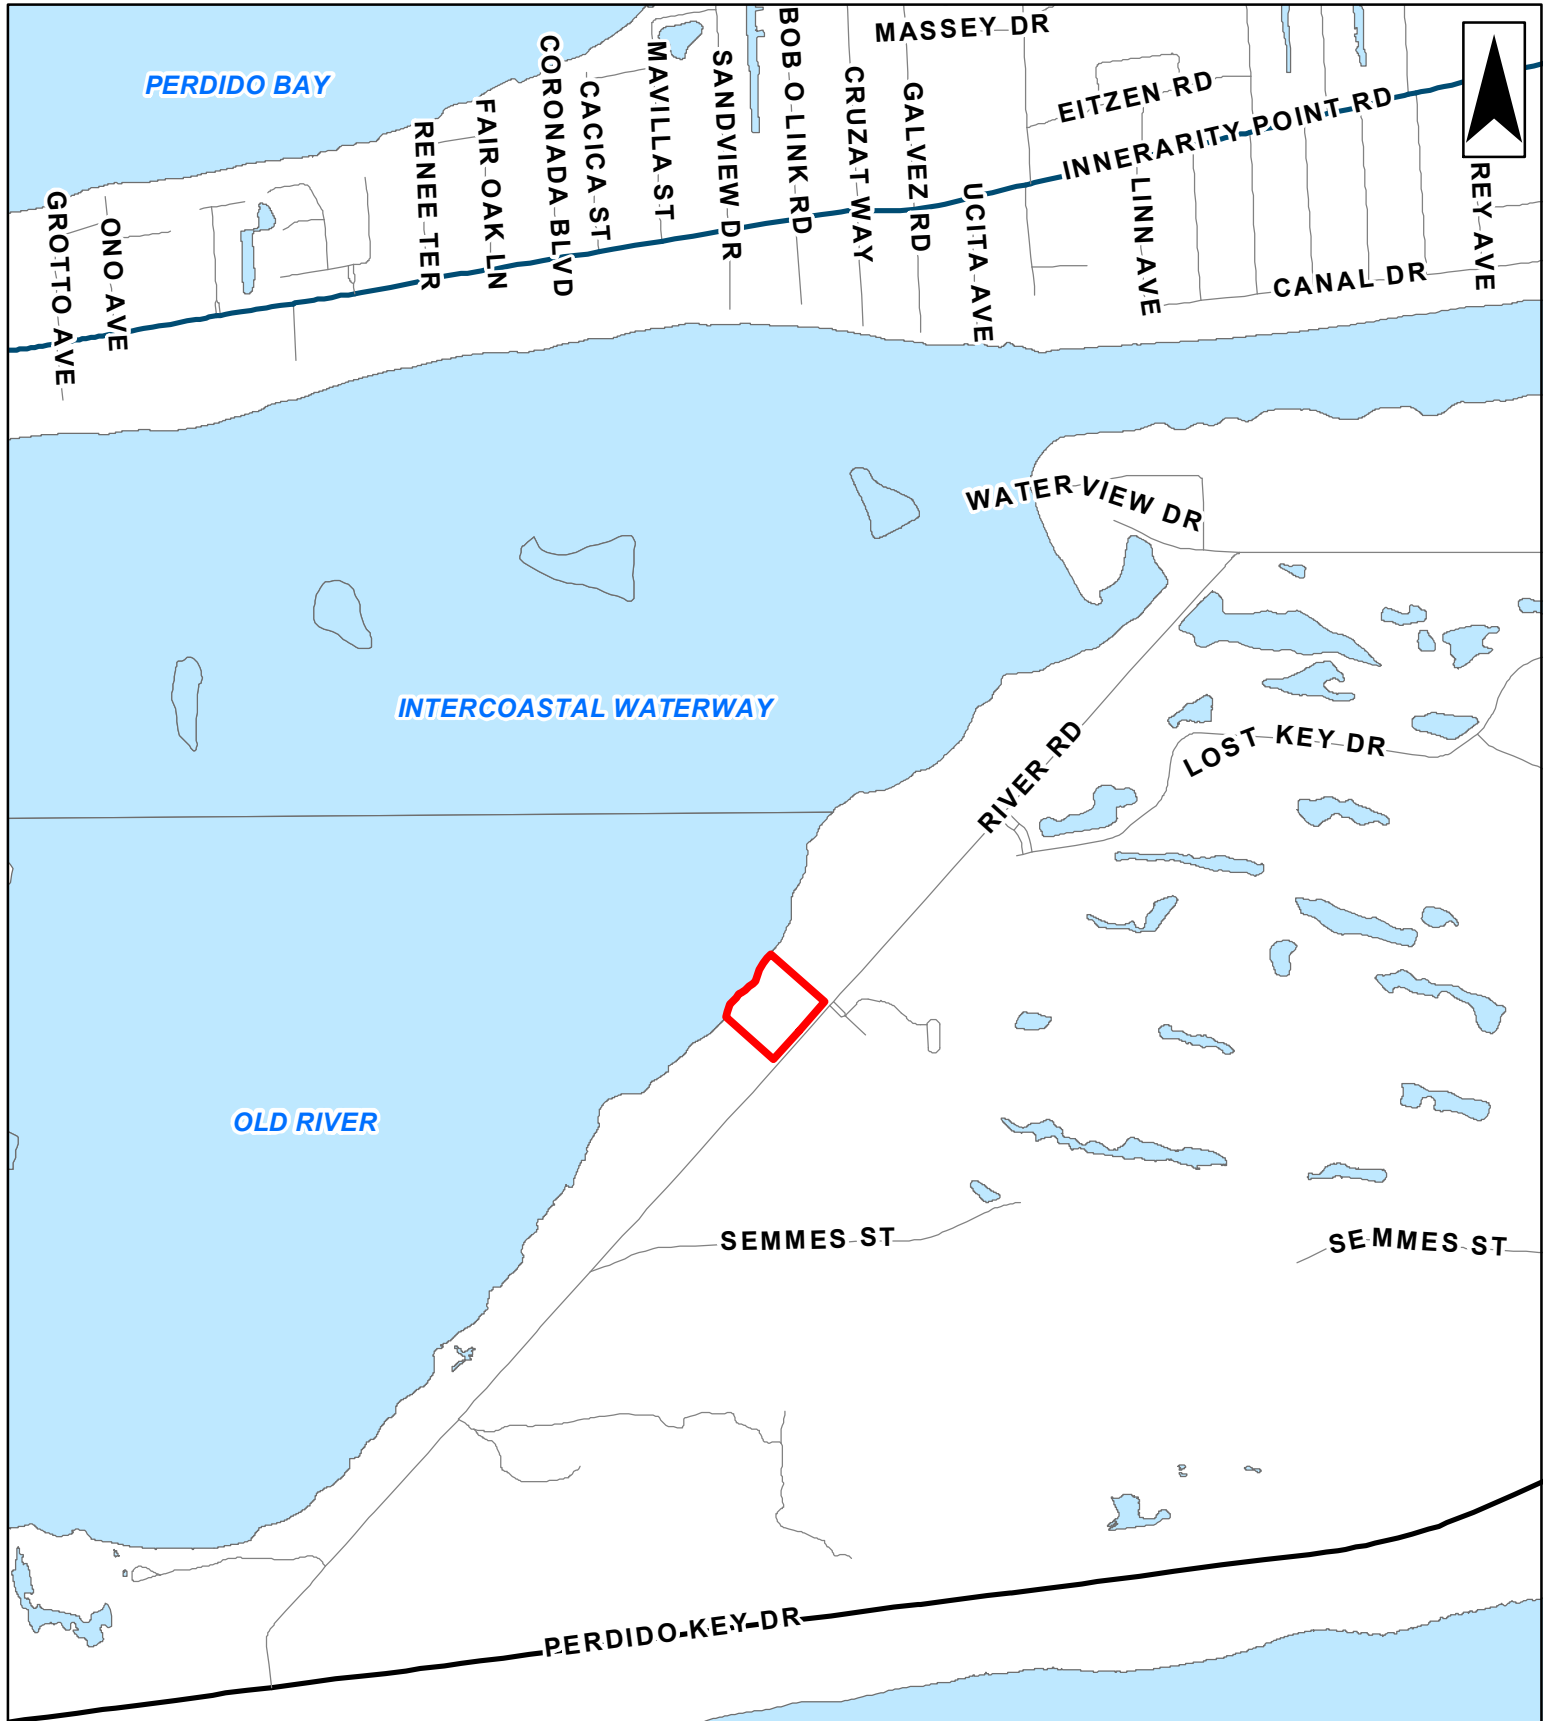 MASSEY DR
PERDIDO BAY
BOB O LINK RD
CORONADA BLVD
MAVILLA ST
SANDVIEW DR
CRUZAT WAY
CACICA ST
GALVEZ RD
EITZEN RD
FAIR OAK LN
RENEE TER
INNERARITY POINT RD
LINN AVE
UCITA AVE
REY AVE
GROTTO AVE
ONO AVE
CANAL DR
WATERVIEW DR
INTERCOASTAL WATERWAY
RIVER RD
LOST KEY DR
OLD RIVER
SEMMES ST
SEMMES ST
PERDIDO KEY DR